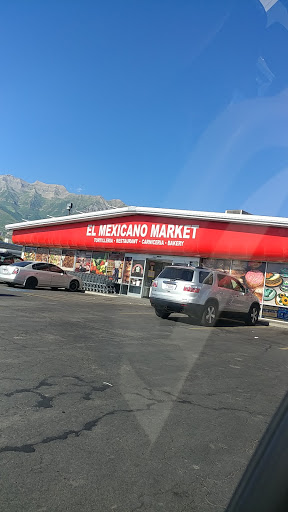 EL MEXICANO MARKET
TORTILLERIA • RESTAURANT • CARNICERIA • BAKERY